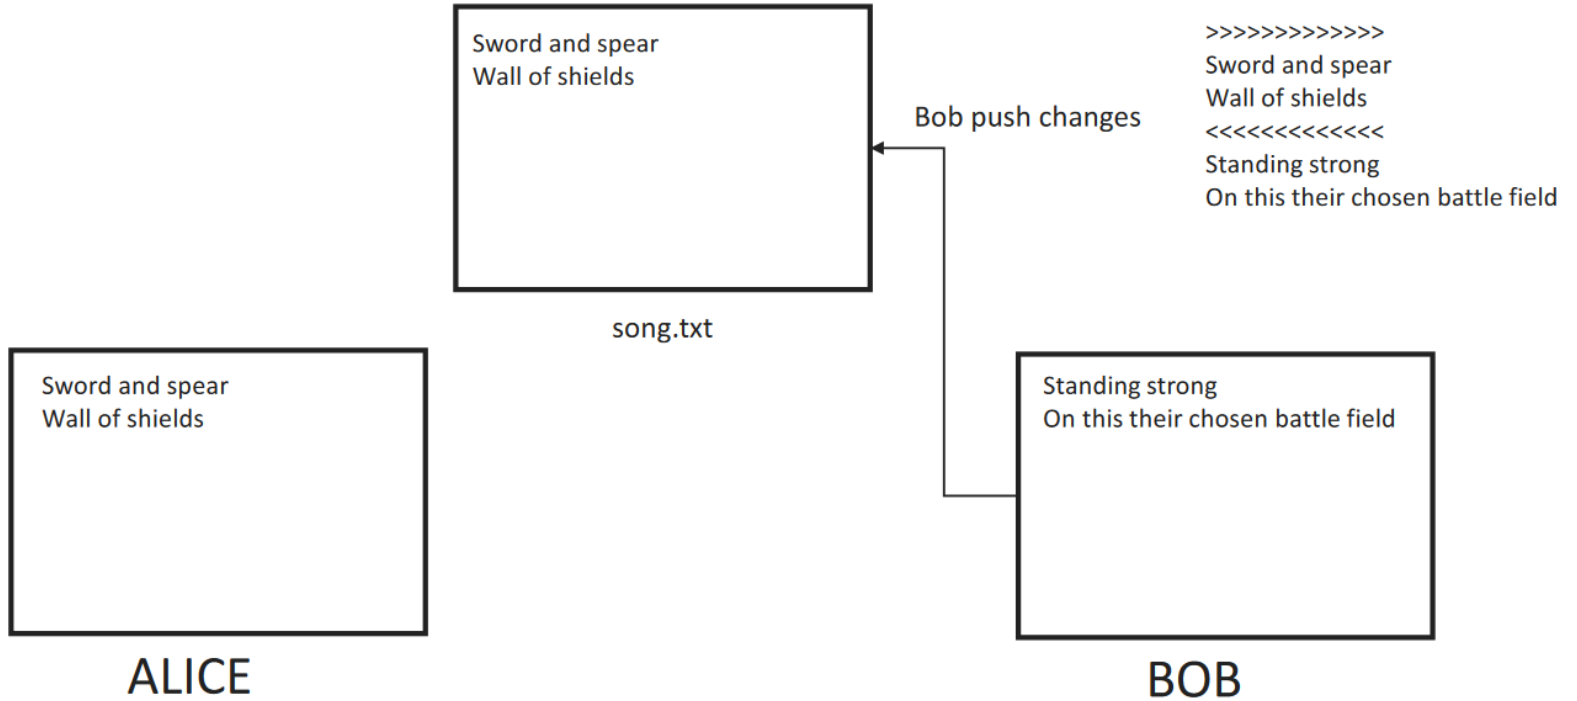 Sword and spear
Wall of shields
song.txt
Bob push changes
>>>>>>>>>>>>>
Sword and spear
Wall of shields
<<<<<<<<<<<<<
Standing strong
On this their chosen battle field
Sword and spear
Wall of shields
ALICE
Standing strong
On this their chosen battle field
BOB